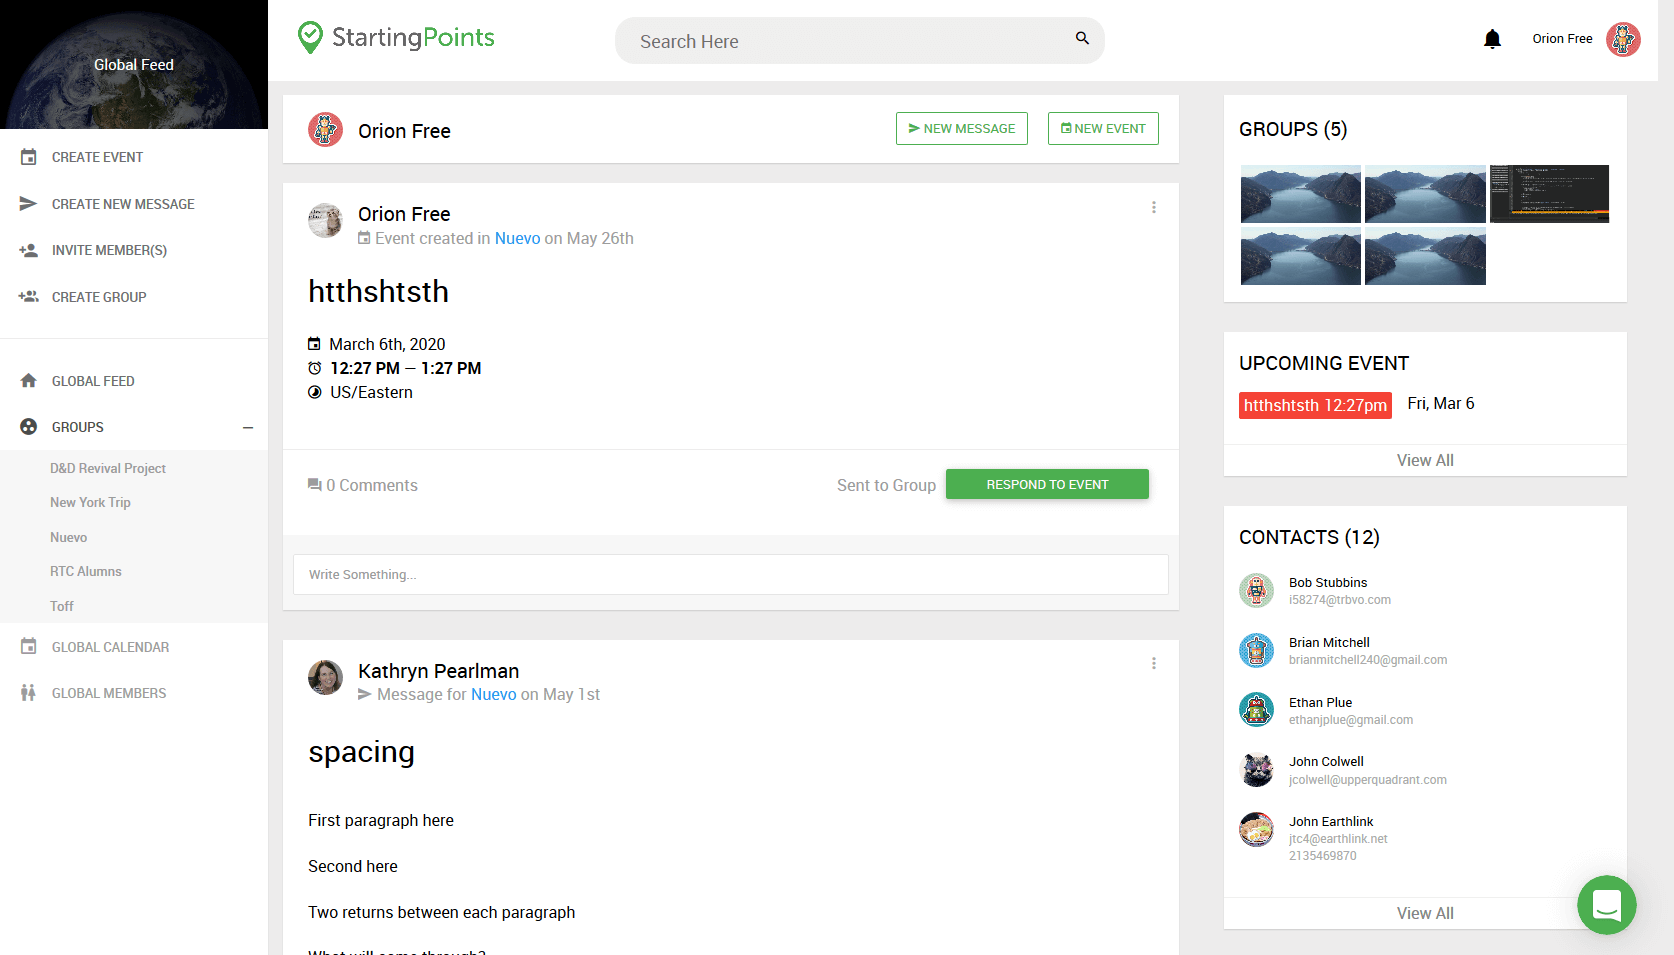 Global Feed
CREATE EVENT
CREATE NEW MESSAGE
INVITE MEMBER(S)
CREATE GROUP
GLOBAL FEED
GROUPS
D&D Revival Project
New York Trip
Nuevo
RTC Alumns
Toff
GLOBAL CALENDAR
GLOBAL MEMBERS
StartingPoints
Search Here
Orion Free
Orion Free
NEW MESSAGE
NEW EVENT
Orion Free
Event created in Nuevo on May 26th
htthshtsth
March 6th, 2020
12:27 PM — 1:27 PM
US/Eastern
0 Comments
Sent to Group
RESPOND TO EVENT
Write Something...
Kathryn Pearlman
Message for Nuevo on May 1st
spacing
First paragraph here
Second here
Two returns between each paragraph
What will come through?
GROUPS (5)
UPCOMING EVENT
htthshtsth 12:27pm Fri, Mar 6
View All
CONTACTS (12)
Bob Stubbins
i58274@trbvo.com
Brian Mitchell
brianmitchell240@gmail.com
Ethan Plue
ethanjplue@gmail.com
John Colwell
jcolwell@upperquadrant.com
John Earthlink
jtc4@earthlink.net
2135469870
View All